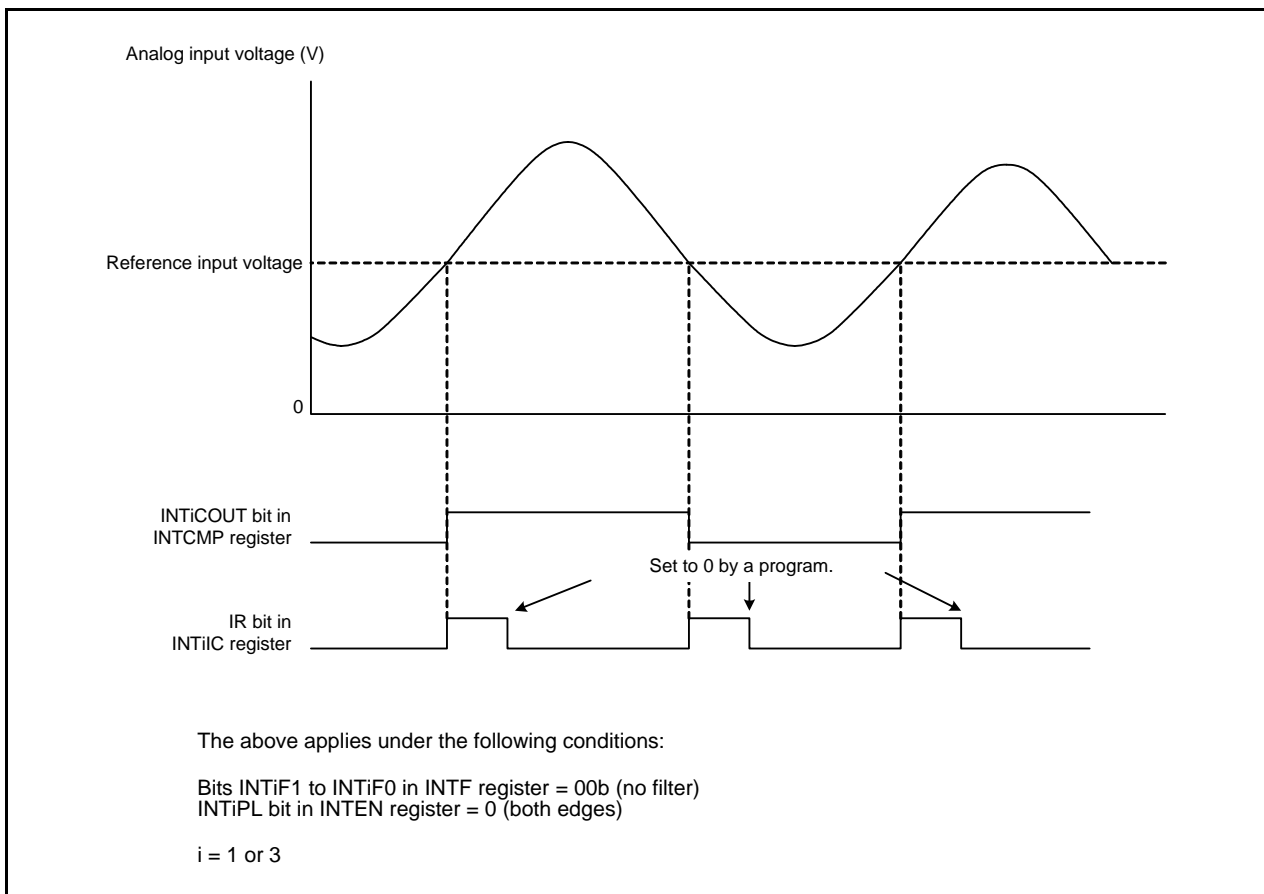 Analog input voltage (V)
Reference input voltage
0
INTiCOUT bit in
INTCMP register
Set to 0 by a program.
IR bit in
INTiIC register
The above applies under the following conditions:
Bits INTiF1 to INTiF0 in INTF register = 00b (no filter)
INTiPL bit in INTEN register = 0 (both edges)
i = 1 or 3